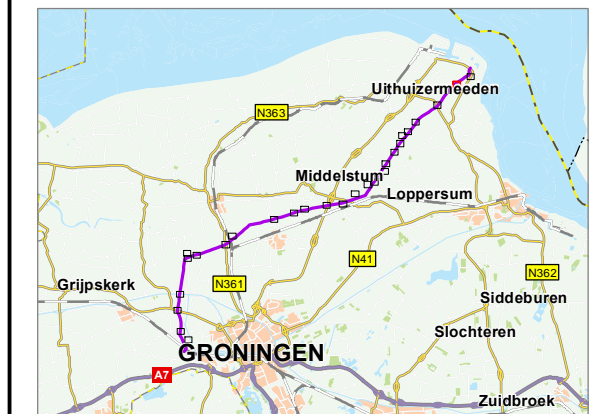 Uithuizermeeden
N363
Middelstum
Loppersum
N41
N362
Grijpskerk
N361
Siddeburen
Slochteren
GRONINGEN
A7
Zuidbroek